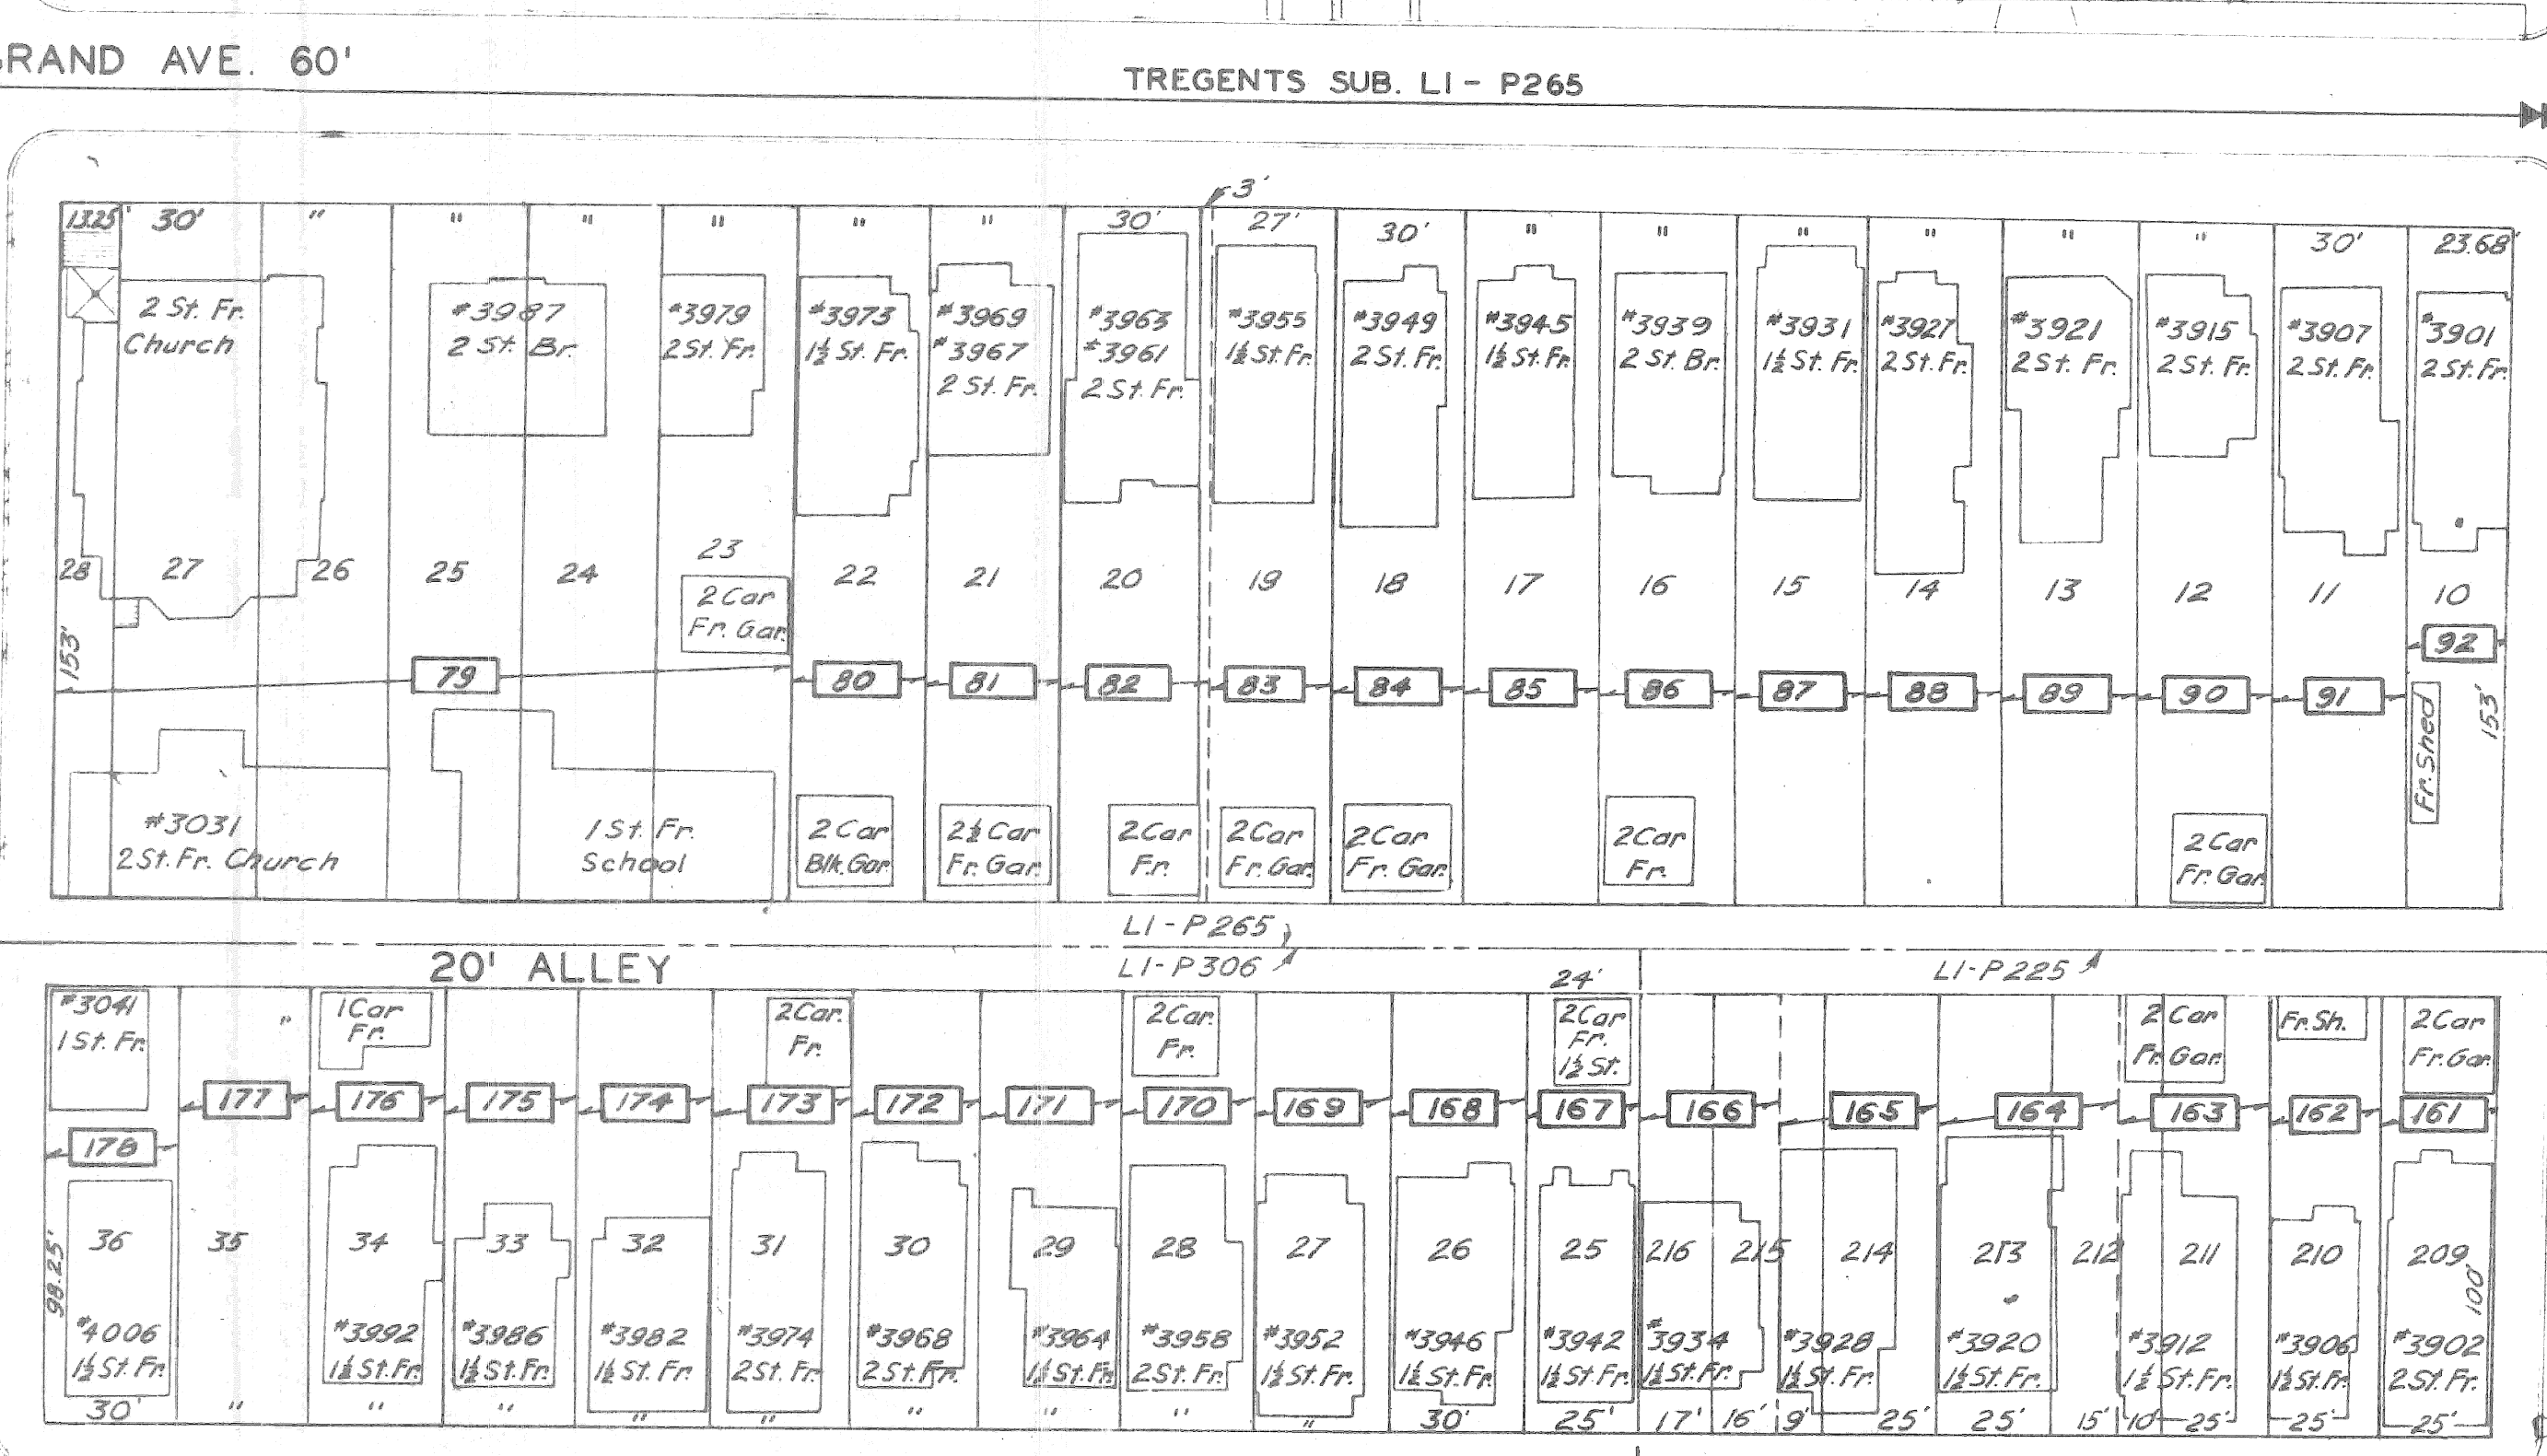 RAND AVE. 60'
TREGENTS SUB. L1 - P265
3'
13.25' 30' " " " " " " 30' 27' 30' " " " " " " 30' 23.68'
2 St. Fr.
Church
#3987
2 St. Br.
#3979
2 St. Fr.
#3973
1½ St. Fr.
#3969
#3967
2 St. Fr.
#3963
#3961
2 St. Fr.
#3955
1½ St. Fr.
#3949
2 St. Fr.
#3945
1½ St. Fr.
#3939
2 St. Br.
#3931
1½ St. Fr.
#3927
2 St. Fr.
#3921
2 St. Fr.
#3915
2 St. Fr.
#3907
2 St. Fr.
#3901
2 St. Fr.
28 27 26 25 24 23 22 21 20 19 18 17 16 15 14 13 12 11 10
2 Car
Fr. Gar.
153'
79 80 81 82 83 84 85 86 87 88 89 90 91 92
153'
Fr. Shed
#3031
2 St. Fr. Church
1 St. Fr.
School
2 Car
Blk. Gar.
2½ Car
Fr. Gar.
2 Car
Fr.
2 Car
Fr. Gar.
2 Car
Fr. Gar.
2 Car
Fr.
2 Car
Fr. Gar.
L1 - P265
20' ALLEY
L1 - P306
24'
L1 - P225
#3041
1 St. Fr.
"
1 Car
Fr.
2 Car.
Fr.
2 Car.
Fr.
2 Car
Fr.
1½ St.
2 Car
Fr. Gar.
Fr. Sh.
2 Car
Fr. Gar.
178 177 176 175 174 173 172 171 170 169 168 167 166 165 164 163 162 161
98.25'
36 35 34 33 32 31 30 29 28 27 26 25 216 215 214 213 212 211 210 209
100'
#4006
1½ St. Fr.
#3992
1½ St. Fr.
#3986
1½ St. Fr.
#3982
1½ St. Fr.
#3974
2 St. Fr.
#3968
2 St. Fr.
#3964
1½ St. Fr.
#3958
2 St. Fr.
#3952
1½ St. Fr.
#3946
1½ St. Fr.
#3942
1½ St. Fr.
#3934
1½ St. Fr.
#3928
1½ St. Fr.
#3920
1½ St. Fr.
#3912
1½ St. Fr.
#3906
1½ St. Fr.
#3902
2 St. Fr.
30' " " " " " " " " " 30' 25' 17' 16' 9' 25' 25' 15' 10' 25' 25' 25'